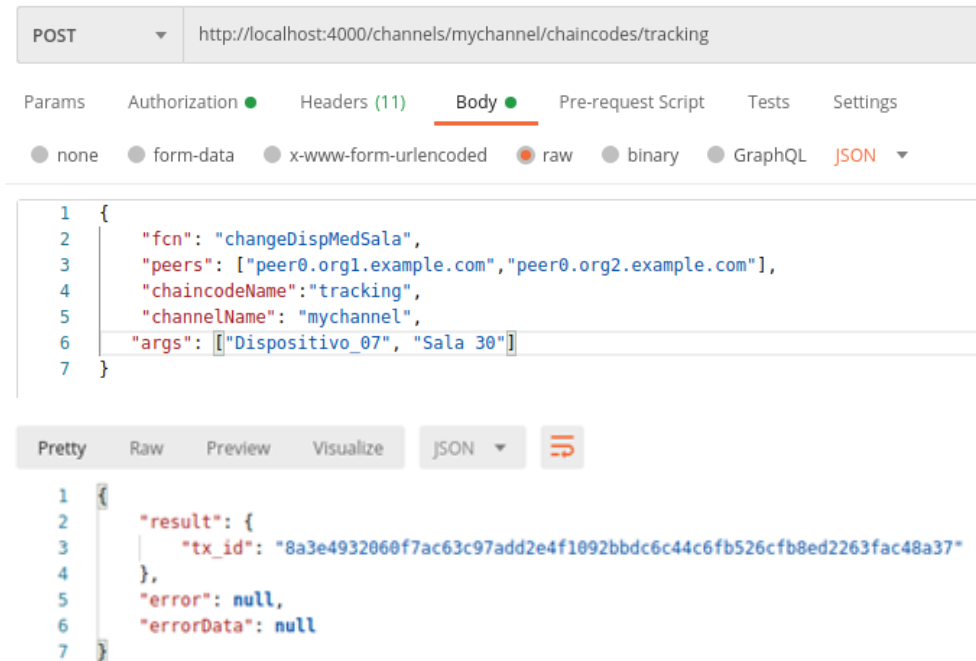 POST http://localhost:4000/channels/mychannel/chaincodes/tracking
Params Authorization Headers (11) Body Pre-request Script Tests Settings
none form-data x-www-form-urlencoded raw binary GraphQL JSON
1 {
2 "fcn": "changeDispMedSala",
3 "peers": ["peer0.org1.example.com","peer0.org2.example.com"],
4 "chaincodeName":"tracking",
5 "channelName": "mychannel",
6 "args": ["Dispositivo_07", "Sala 30"]
7 }
Pretty Raw Preview Visualize JSON
1 {
2 "result": {
3 "tx_id": "8a3e4932060f7ac63c97add2e4f1092bbdc6c44c6fb526cfb8ed2263fac48a37"
4 },
5 "error": null,
6 "errorData": null
7 }